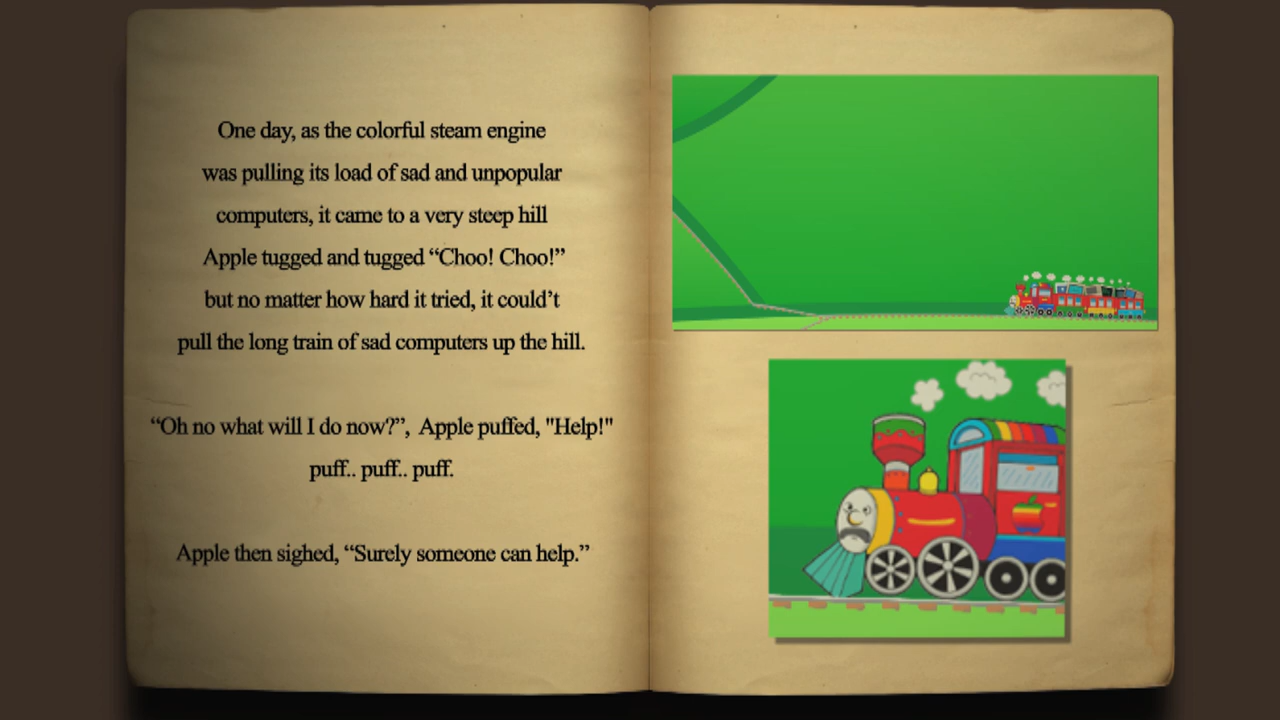 One day, as the colorful steam engine
was pulling its load of sad and unpopular
computers, it came to a very steep hill
Apple tugged and tugged “Choo! Choo!”
but no matter how hard it tried, it could’t
pull the long train of sad computers up the hill.
“Oh no what will I do now?”, Apple puffed, "Help!"
puff.. puff.. puff.
Apple then sighed, “Surely someone can help.”